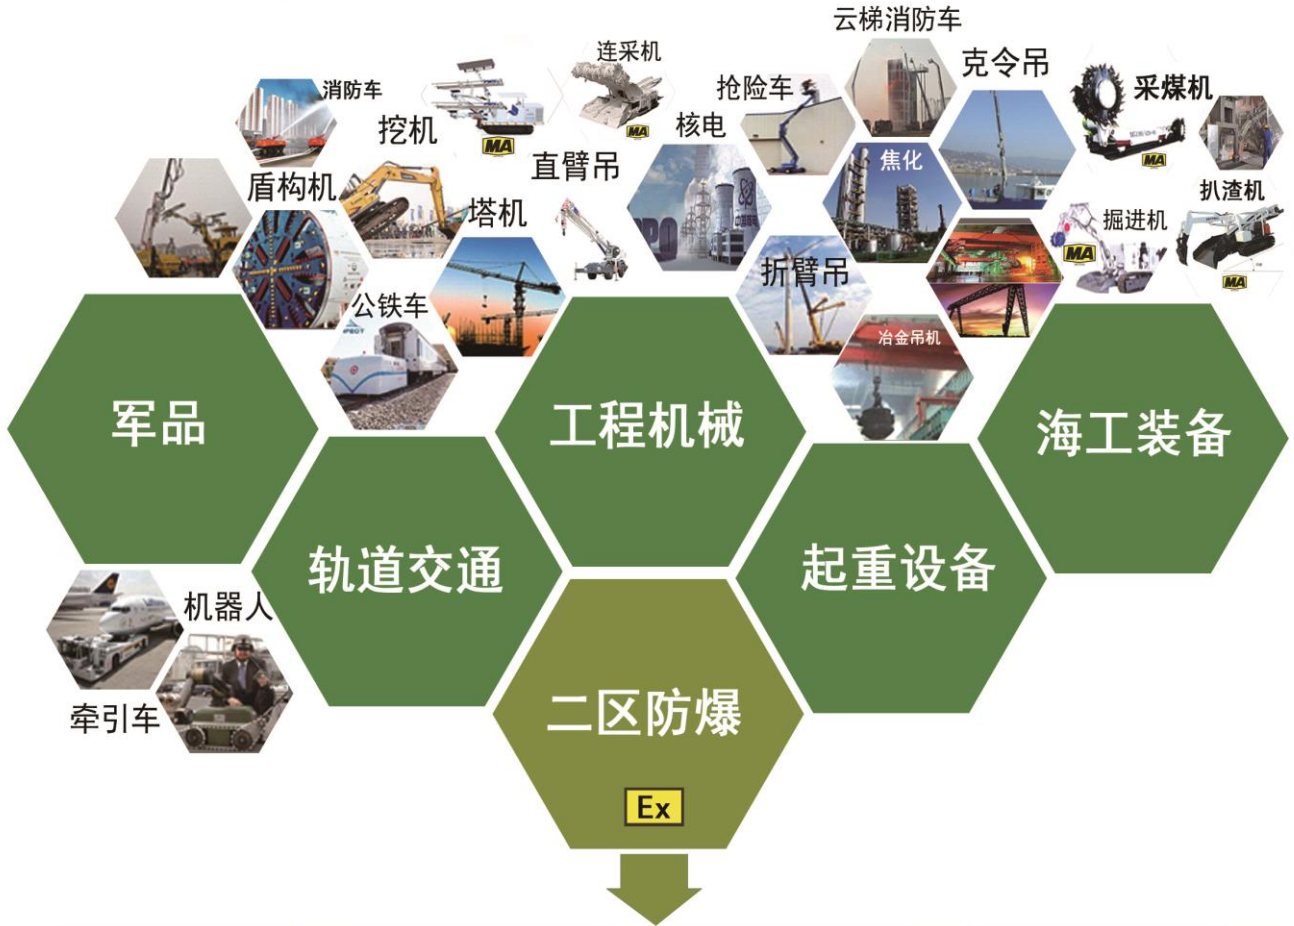 云梯消防车
连采机
克令吊
消防车
抢险车
采煤机
挖机
MA
MA
核电
MA
直臂吊
焦化
盾构机
扒渣机
塔机
掘进机
MA
折臂吊
MA
公铁车
冶金吊机
军品
工程机械
海工装备
轨道交通
起重设备
机器人
牵引车
二区防爆
Ex